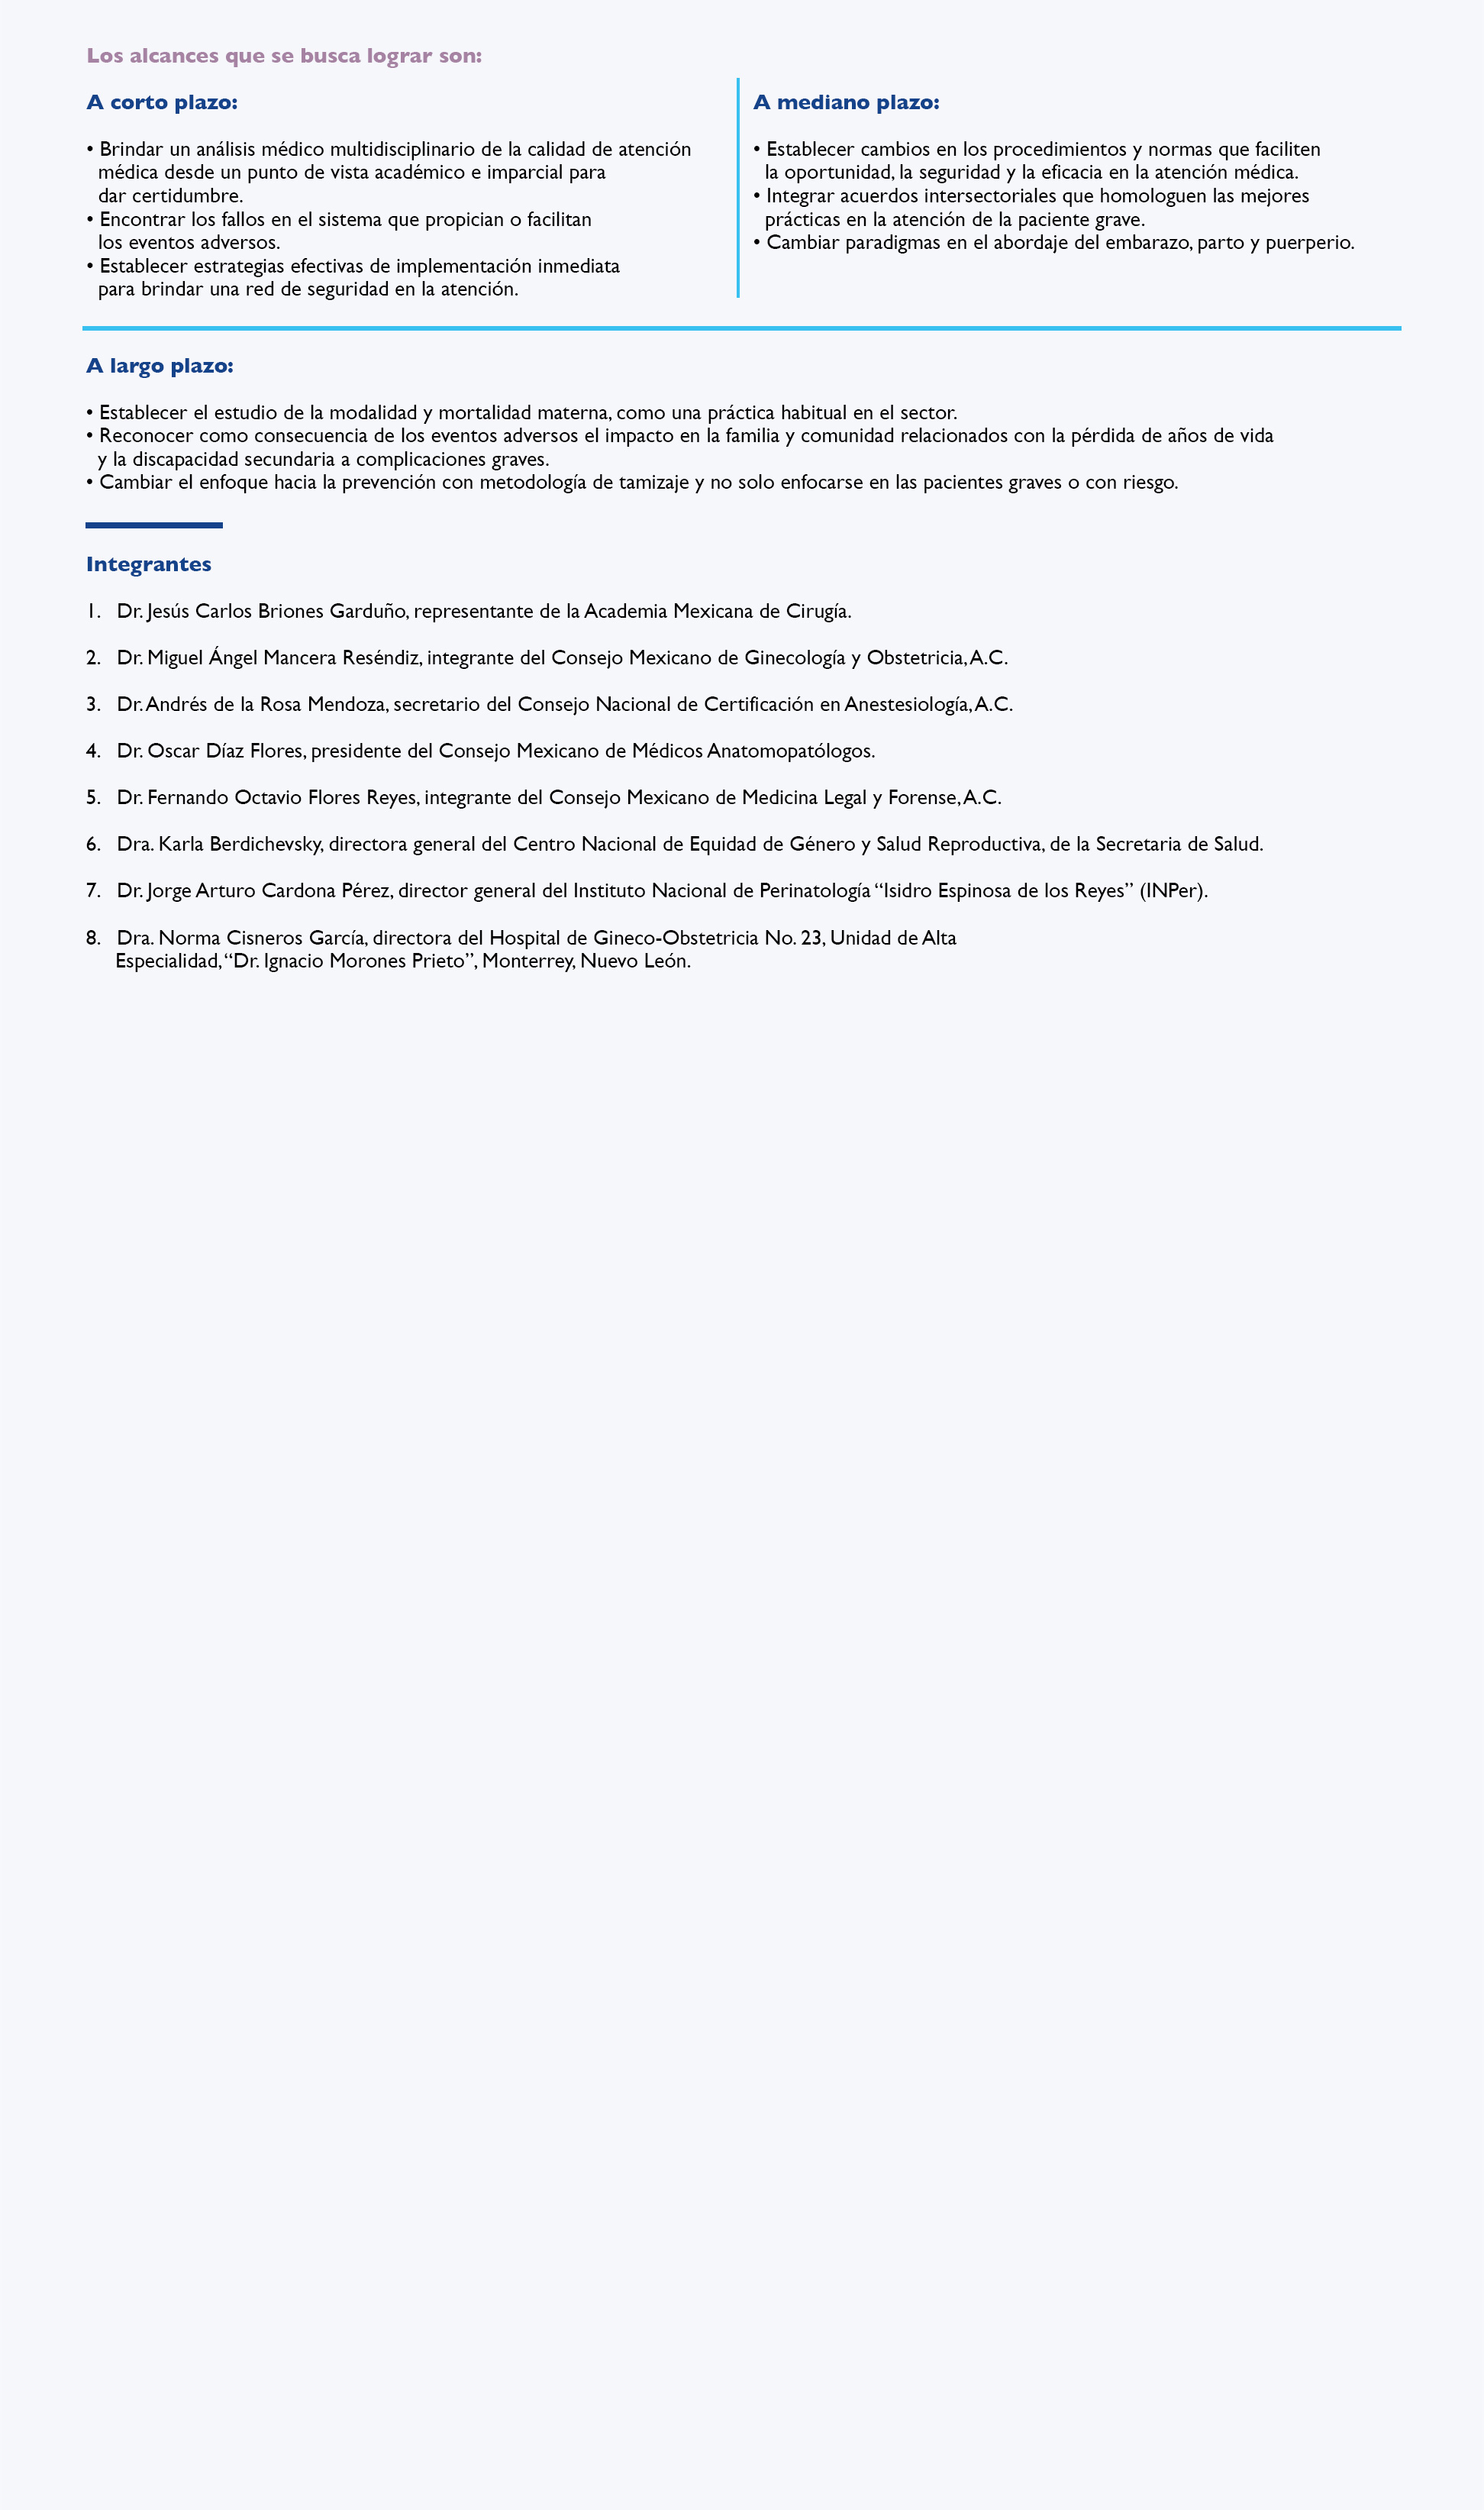 Los alcances que se busca lograr son:
A corto plazo:
• Brindar un análisis médico multidisciplinario de la calidad de atención
médica desde un punto de vista académico e imparcial para
dar certidumbre.
• Encontrar los fallos en el sistema que propician o facilitan
los eventos adversos.
• Establecer estrategias efectivas de implementación inmediata
para brindar una red de seguridad en la atención.
A mediano plazo:
• Establecer cambios en los procedimientos y normas que faciliten
la oportunidad, la seguridad y la eficacia en la atención médica.
• Integrar acuerdos intersectoriales que homologuen las mejores
prácticas en la atención de la paciente grave.
• Cambiar paradigmas en el abordaje del embarazo, parto y puerperio.
A largo plazo:
• Establecer el estudio de la modalidad y mortalidad materna, como una práctica habitual en el sector.
• Reconocer como consecuencia de los eventos adversos el impacto en la familia y comunidad relacionados con la pérdida de años de vida
y la discapacidad secundaria a complicaciones graves.
• Cambiar el enfoque hacia la prevención con metodología de tamizaje y no solo enfocarse en las pacientes graves o con riesgo.
Integrantes
1. Dr. Jesús Carlos Briones Garduño, representante de la Academia Mexicana de Cirugía.
2. Dr. Miguel Ángel Mancera Reséndiz, integrante del Consejo Mexicano de Ginecología y Obstetricia, A.C.
3. Dr. Andrés de la Rosa Mendoza, secretario del Consejo Nacional de Certificación en Anestesiología, A.C.
4. Dr. Oscar Díaz Flores, presidente del Consejo Mexicano de Médicos Anatomopatólogos.
5. Dr. Fernando Octavio Flores Reyes, integrante del Consejo Mexicano de Medicina Legal y Forense, A.C.
6. Dra. Karla Berdichevsky, directora general del Centro Nacional de Equidad de Género y Salud Reproductiva, de la Secretaria de Salud.
7. Dr. Jorge Arturo Cardona Pérez, director general del Instituto Nacional de Perinatología “Isidro Espinosa de los Reyes” (INPer).
8. Dra. Norma Cisneros García, directora del Hospital de Gineco-Obstetricia No. 23, Unidad de Alta
Especialidad, “Dr. Ignacio Morones Prieto”, Monterrey, Nuevo León.